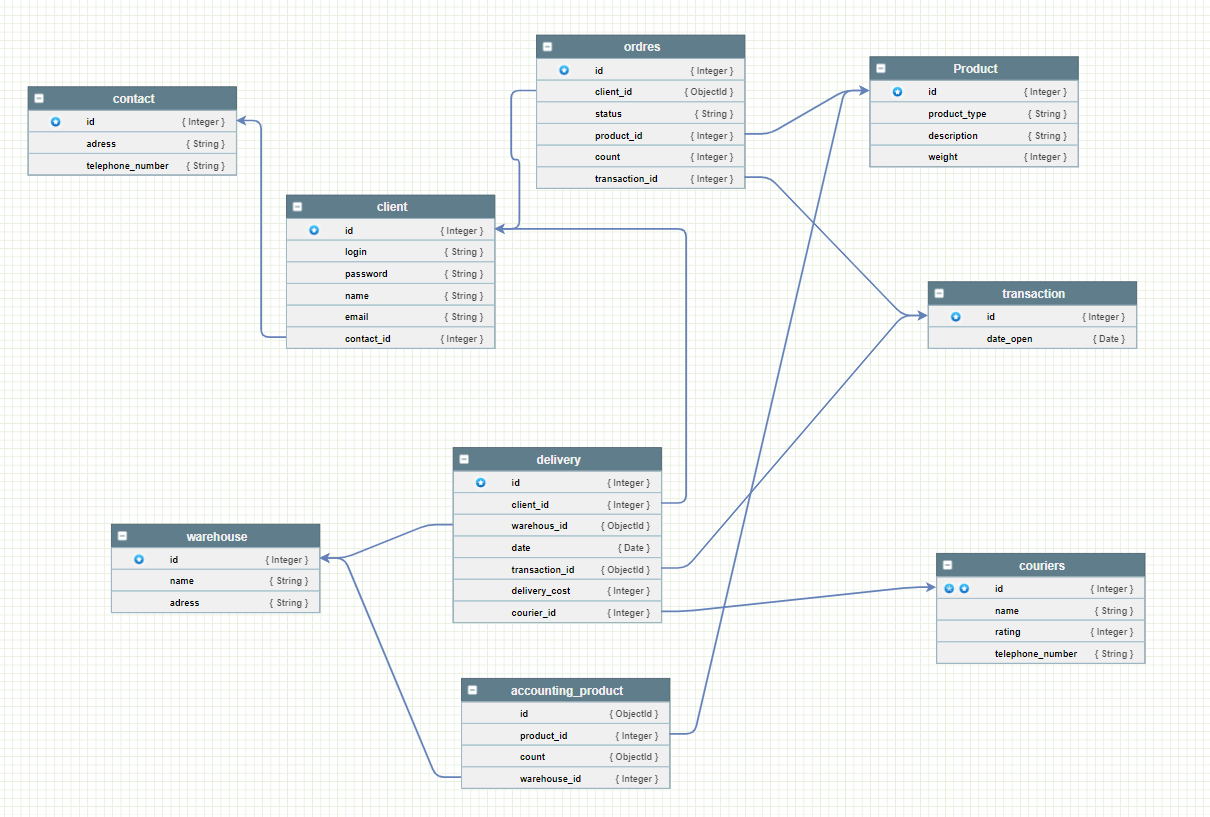 ordres
id { Integer }
client_id { ObjectId }
status { String }
product_id { Integer }
count { Integer }
transaction_id { Integer }
Product
id { Integer }
product_type { String }
description { String }
weight { Integer }
contact
id { Integer }
adress { String }
telephone_number { String }
client
id { Integer }
login { String }
password { String }
name { String }
email { String }
contact_id { Integer }
transaction
id { Integer }
date_open { Date }
delivery
id { Integer }
client_id { Integer }
warehous_id { ObjectId }
date { Date }
transaction_id { ObjectId }
delivery_cost { Integer }
courier_id { Integer }
warehouse
id { Integer }
name { String }
adress { String }
couriers
id { Integer }
name { String }
rating { Integer }
telephone_number { String }
accounting_product
id { ObjectId }
product_id { Integer }
count { ObjectId }
warehouse_id { Integer }